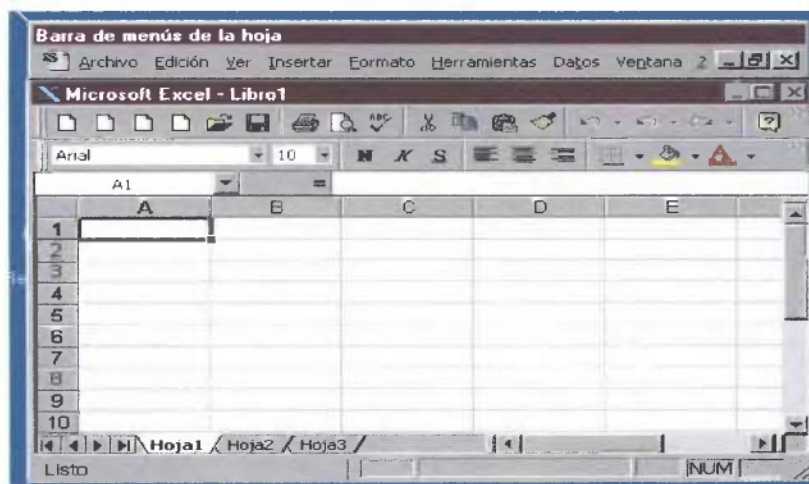 Barra de menús de la hoja
Archivo Edición Ver Insertar Formato Herramientas Datos Ventana ?
Microsoft Excel - Libro1
ABC
Arial 10 N K S A
A1 =
A B C D E
1
2
3
4
5
6
7
8
9
10
Hoja1 Hoja2 Hoja3
Listo NUM